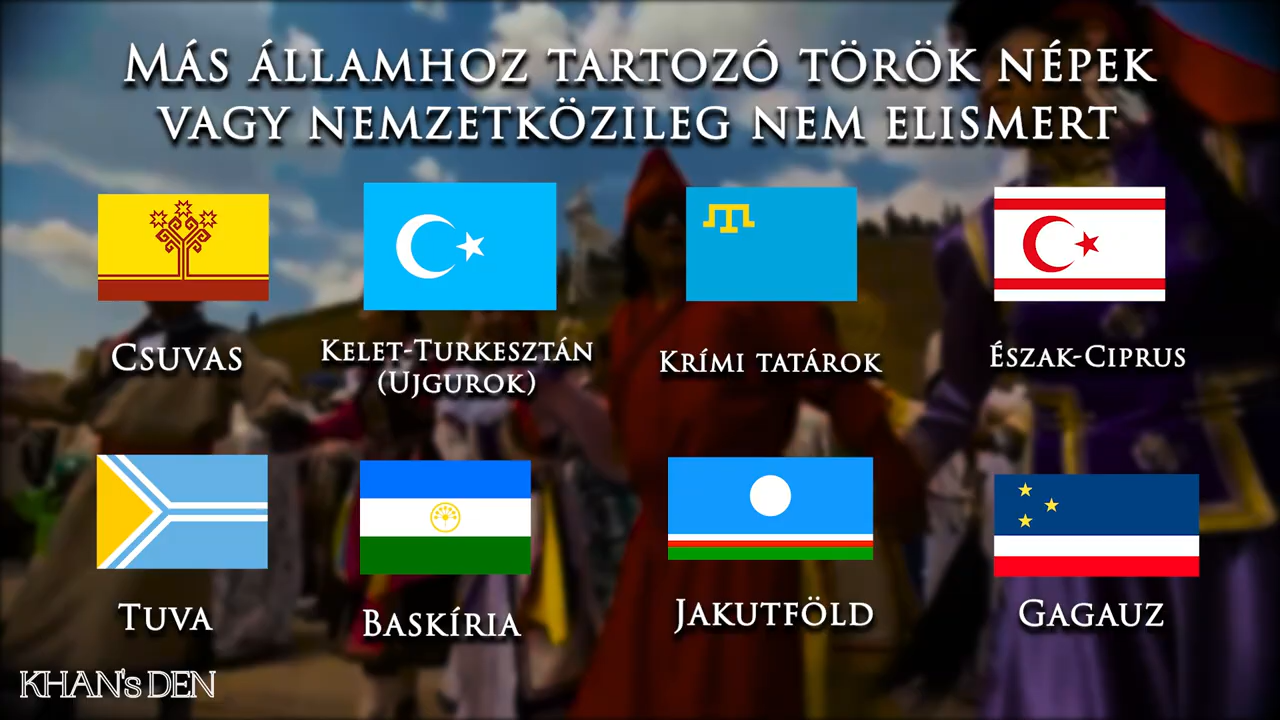 Más államhoz tartozó török népek
vagy nemzetközileg nem elismert
Csuvas
Kelet-Turkesztán
(Ujgurok)
Krími tatárok
Észak-Ciprus
Tuva
Baskíria
Jakutföld
Gagauz
KHAN's DEN